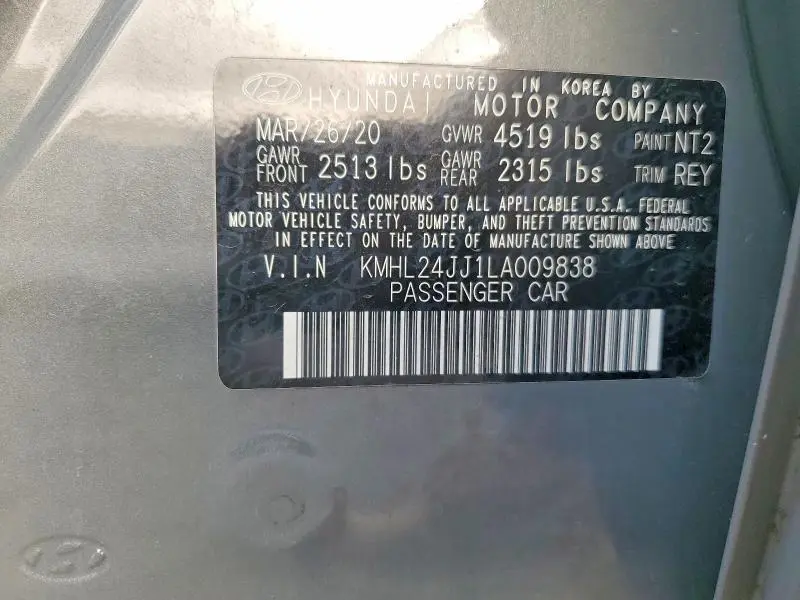 MANUFACTURED IN KOREA BY
HYUNDAI MOTOR COMPANY
MAR/26/20 GVWR 4519 lbs PAINT NT2
GAWR FRONT 2513 lbs GAWR REAR 2315 lbs TRIM REY
THIS VEHICLE CONFORMS TO ALL APPLICABLE U.S.A. FEDERAL
MOTOR VEHICLE SAFETY, BUMPER, AND THEFT PREVENTION STANDARDS
IN EFFECT ON THE DATE OF MANUFACTURE SHOWN ABOVE
V.I.N KMHL24JJ1LA009838
PASSENGER CAR